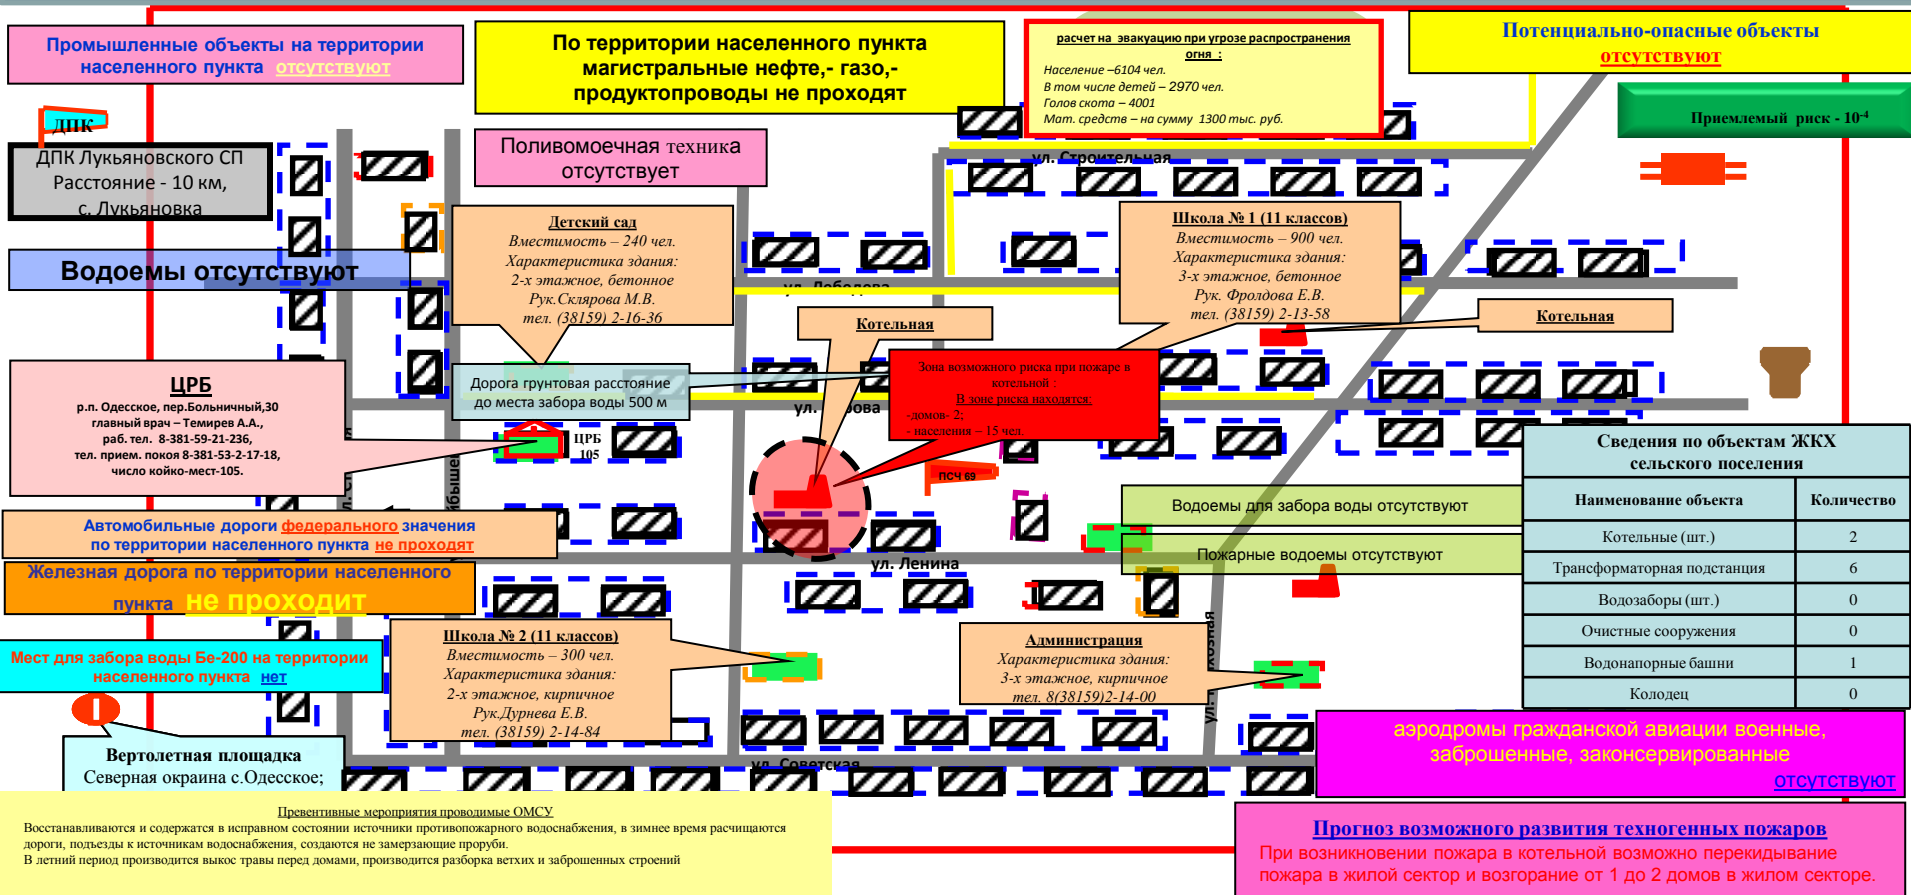 Промышленные объекты на территории
населенного пункта отсутствуют
По территории населенного пункта
магистральные нефте,- газо,-
продуктопроводы не проходят
расчет на эвакуацию при угрозе распространения
огня :
Население –6104 чел.
В том числе детей – 2970 чел.
Голов скота – 4001
Мат. средств – на сумму 1300 тыс. руб.
Потенциально-опасные объекты
отсутствуют
Приемлемый риск - 10-4
ДПК
ДПК Лукьяновского СП
Расстояние - 10 км,
с. Лукьяновка
Поливомоечная техника
отсутствует
ул. Строительная
Водоемы отсутствуют
Детский сад
Вместимость – 240 чел.
Характеристика здания:
2-х этажное, бетонное
Рук.Склярова М.В.
тел. (38159) 2-16-36
Школа № 1 (11 классов)
Вместимость – 900 чел.
Характеристика здания:
3-х этажное, бетонное
Рук. Фролдова Е.В.
тел. (38159) 2-13-58
ул.
Котельная
Котельная
ЦРБ
р.п. Одесское, пер.Больничный,30
главный врач – Темирев А.А.,
раб.тел. 8-381-59-21-236,
тел. прием. покоя 8-381-53-2-17-18,
число койко-мест-105.
Дорога грунтовая расстояние
до места забора воды 500 м
Зона возможного риска при пожаре в
котельной :
В зоне риска находятся:
-домов- 2;
- населения – 15 чел.
ул.
ЦРБ
105
ПСЧ 69
Водоемы для забора воды отсутствуют
Пожарные водоемы отсутствуют
Автомобильные дороги федерального значения
по территории населенного пункта не проходят
ул. Ленина
Железная дорога по территории населенного
пункта не проходит
Сведения по объектам ЖКХ
сельского поселения
Наименование объекта Количество
Котельные (шт.) 2
Трансформаторная подстанция 6
Водозаборы (шт.) 0
Очистные сооружения 0
Водонапорные башни 1
Колодец 0
Мест для забора воды Бе-200 на территории
населенного пункта нет
Школа № 2 (11 классов)
Вместимость – 300 чел.
Характеристика здания:
2-х этажное, кирпичное
Рук.Дурнева Е.В.
тел. (38159) 2-14-84
Администрация
Характеристика здания:
3-х этажное, кирпичное
тел. 8(38159)2-14-00
Вертолетная площадка
Северная окраина с.Одесское;
ул. Советская
аэродромы гражданской авиации военные,
заброшенные, законсервированные
отсутствуют
Превентивные мероприятия проводимые ОМСУ
Восстанавливаются и содержатся в исправном состоянии источники противопожарного водоснабжения, в зимнее время расчищаются
дороги, подъезды к источникам водоснабжения, создаются не замерзающие проруби.
В летний период производится выкос травы перед домами, производится разборка ветхих и заброшенных строений
Прогноз возможного развития техногенных пожаров
При возникновении пожара в котельной возможно перекидывание
пожара в жилой сектор и возгорание от 1 до 2 домов в жилом секторе.